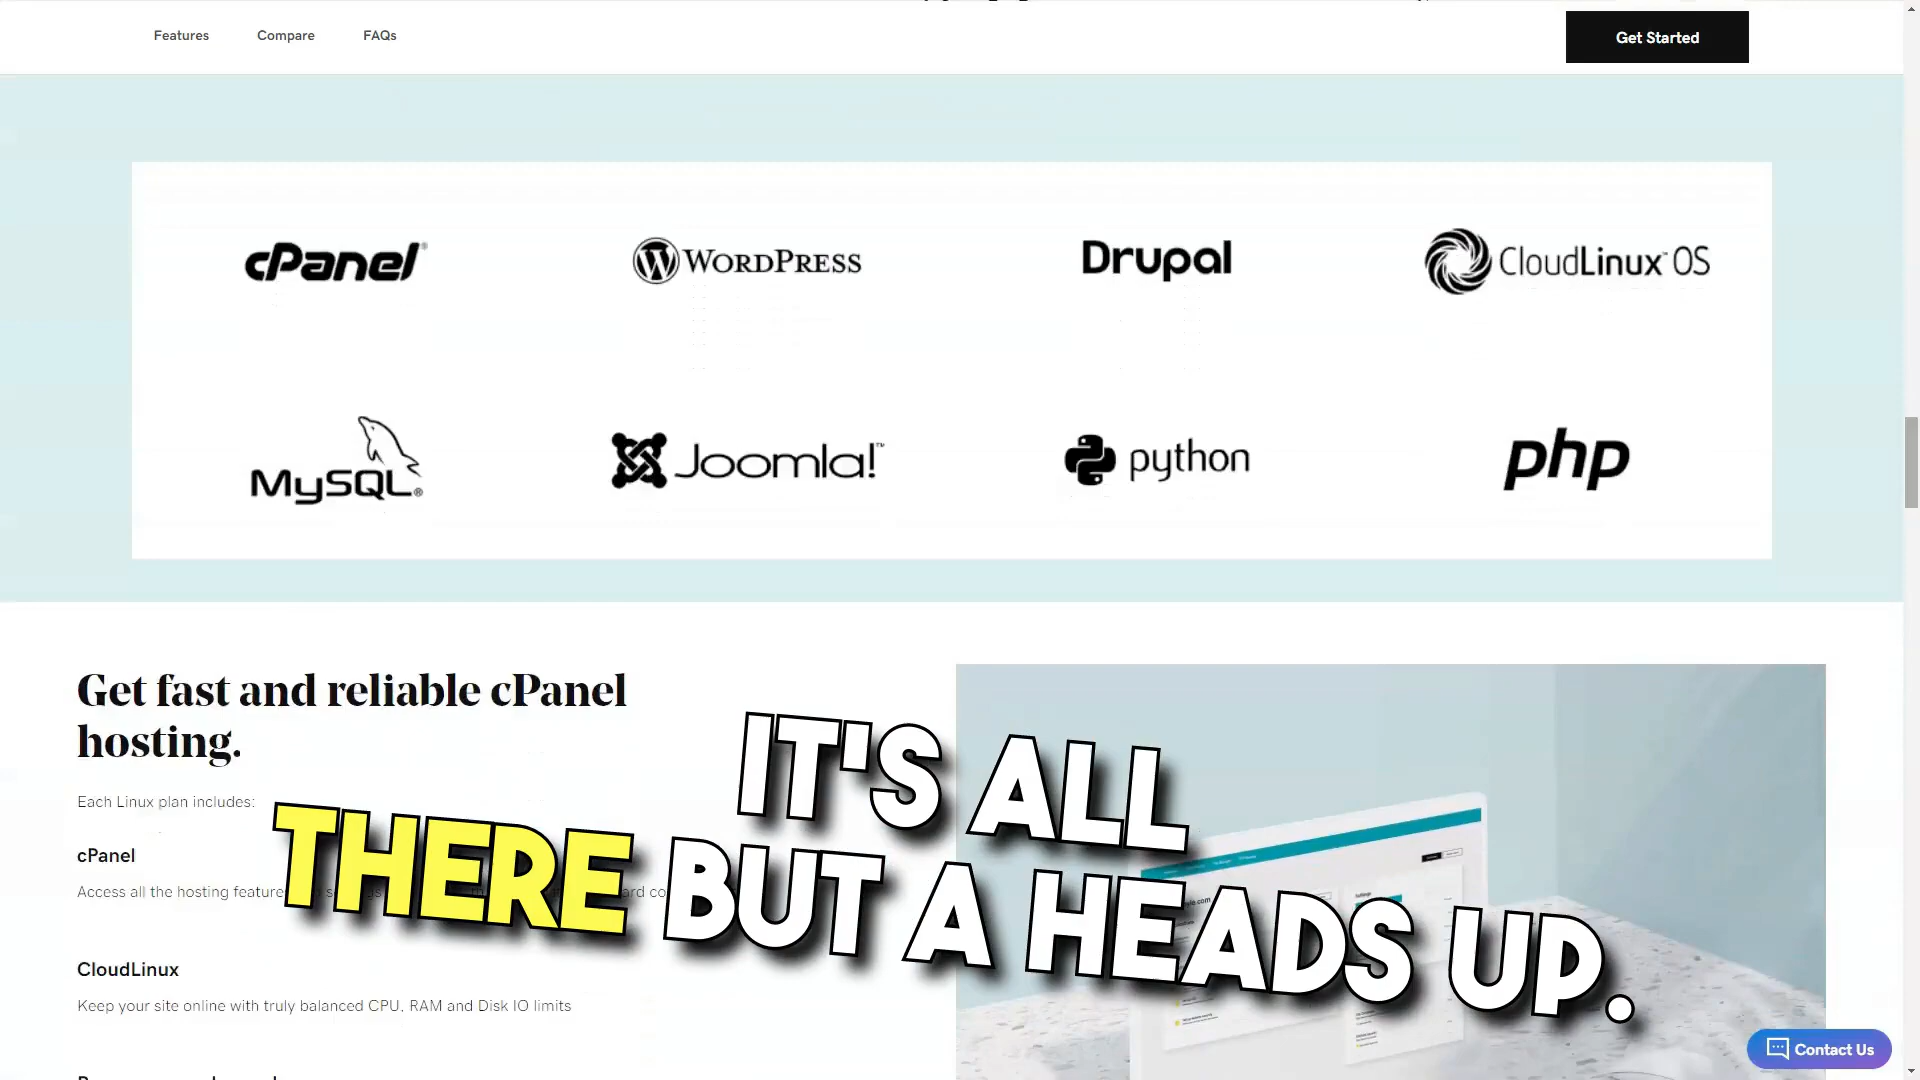 Features
Compare
FAQs
Get Started
cPanel®
WORDPRESS
Drupal
CloudLinux™ OS
MySQL®
Joomla!™
python
php
Get fast and reliable cPanel
hosting.
Each Linux plan includes:
cPanel
Access all the hosting
CloudLinux
Keep your site online with truly balanced CPU, RAM and Disk IO limits
IT'S ALL
THERE BUT A HEADS UP.
Contact Us